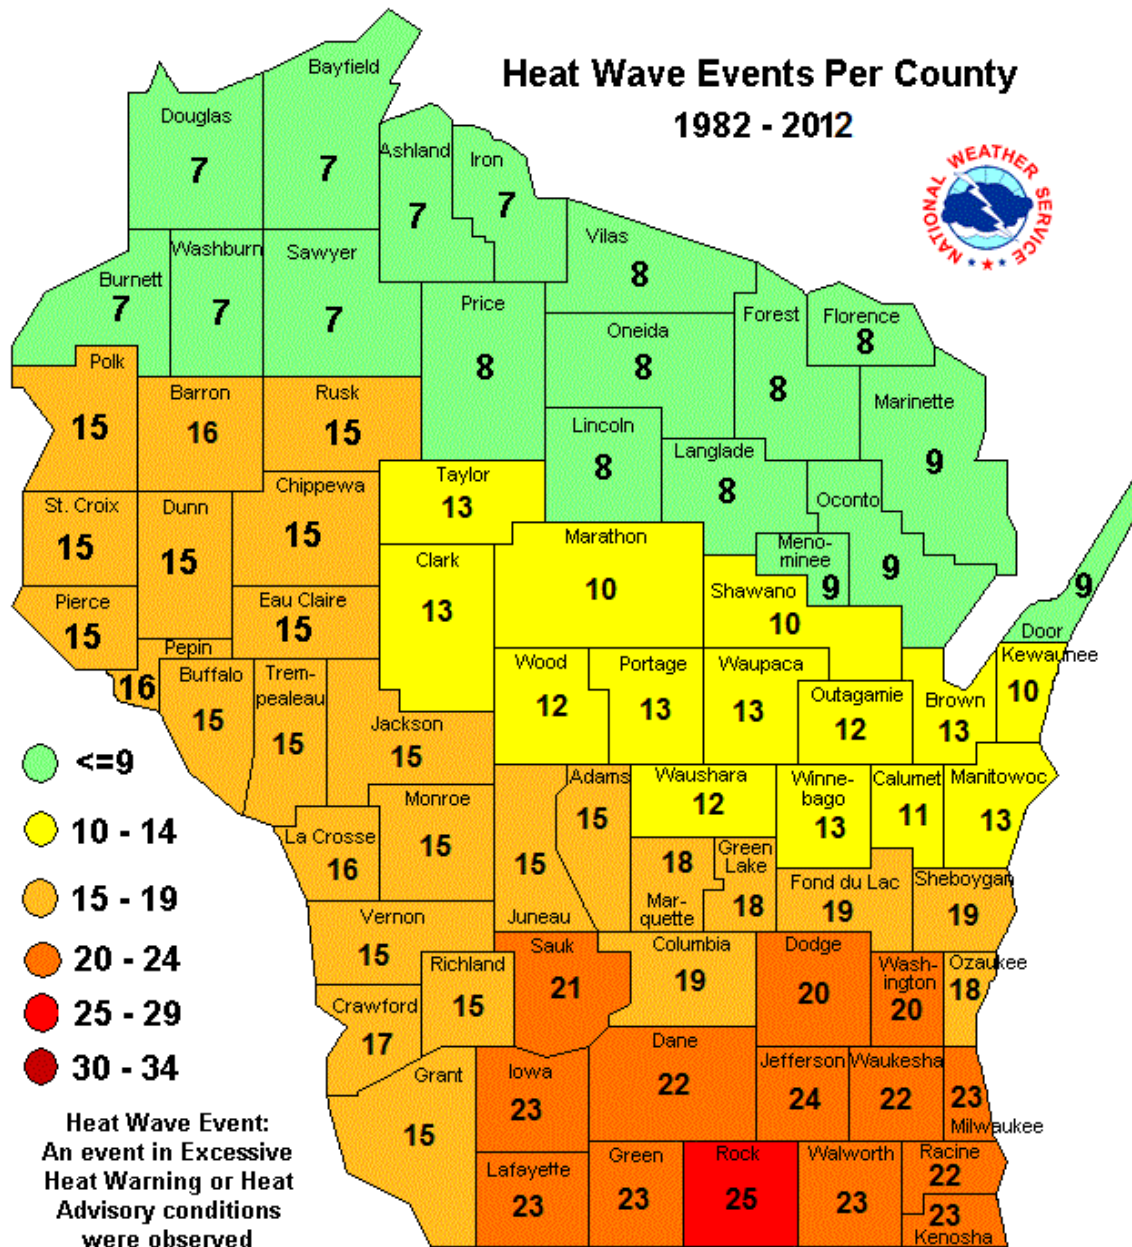 Heat Wave Events Per County
1982 - 2012
NATIONAL WEATHER SERVICE
Bayfield
7
Douglas
7
Ashland
7
Iron
7
Vilas
8
Washburn
7
Sawyer
7
Burnett
7
Price
8
Oneida
8
Forest
8
Florence
8
Marinette
9
Polk
15
Barron
16
Rusk
15
Lincoln
8
Langlade
8
Taylor
13
Chippewa
15
St. Croix
15
Dunn
15
Oconto
9
Marathon
10
Meno-
minee
9
Clark
13
Shawano
10
Door
9
Pierce
15
Eau Claire
15
Pepin
16
Buffalo
15
Trem-
pealeau
15
Jackson
15
Wood
12
Portage
13
Waupaca
13
Outagamie
12
Brown
13
Kewaunee
10
Adams
15
Waushara
12
Winne-
bago
13
Calumet
11
Manitowoc
13
Monroe
15
La Crosse
16
15
Juneau
18
Mar-
quette
Green
Lake
18
Fond du Lac
19
Sheboygan
19
Vernon
15
Richland
15
Sauk
21
Columbia
19
Dodge
20
Wash-
ington
20
Ozaukee
18
Crawford
17
Grant
15
Iowa
23
Dane
22
Jefferson
24
Waukesha
22
23
Milwaukee
Lafayette
23
Green
23
Rock
25
Walworth
23
Racine
22
23
Kenosha
<=9
10 - 14
15 - 19
20 - 24
25 - 29
30 - 34
Heat Wave Event:
An event in Excessive
Heat Warning or Heat
Advisory conditions
were observed